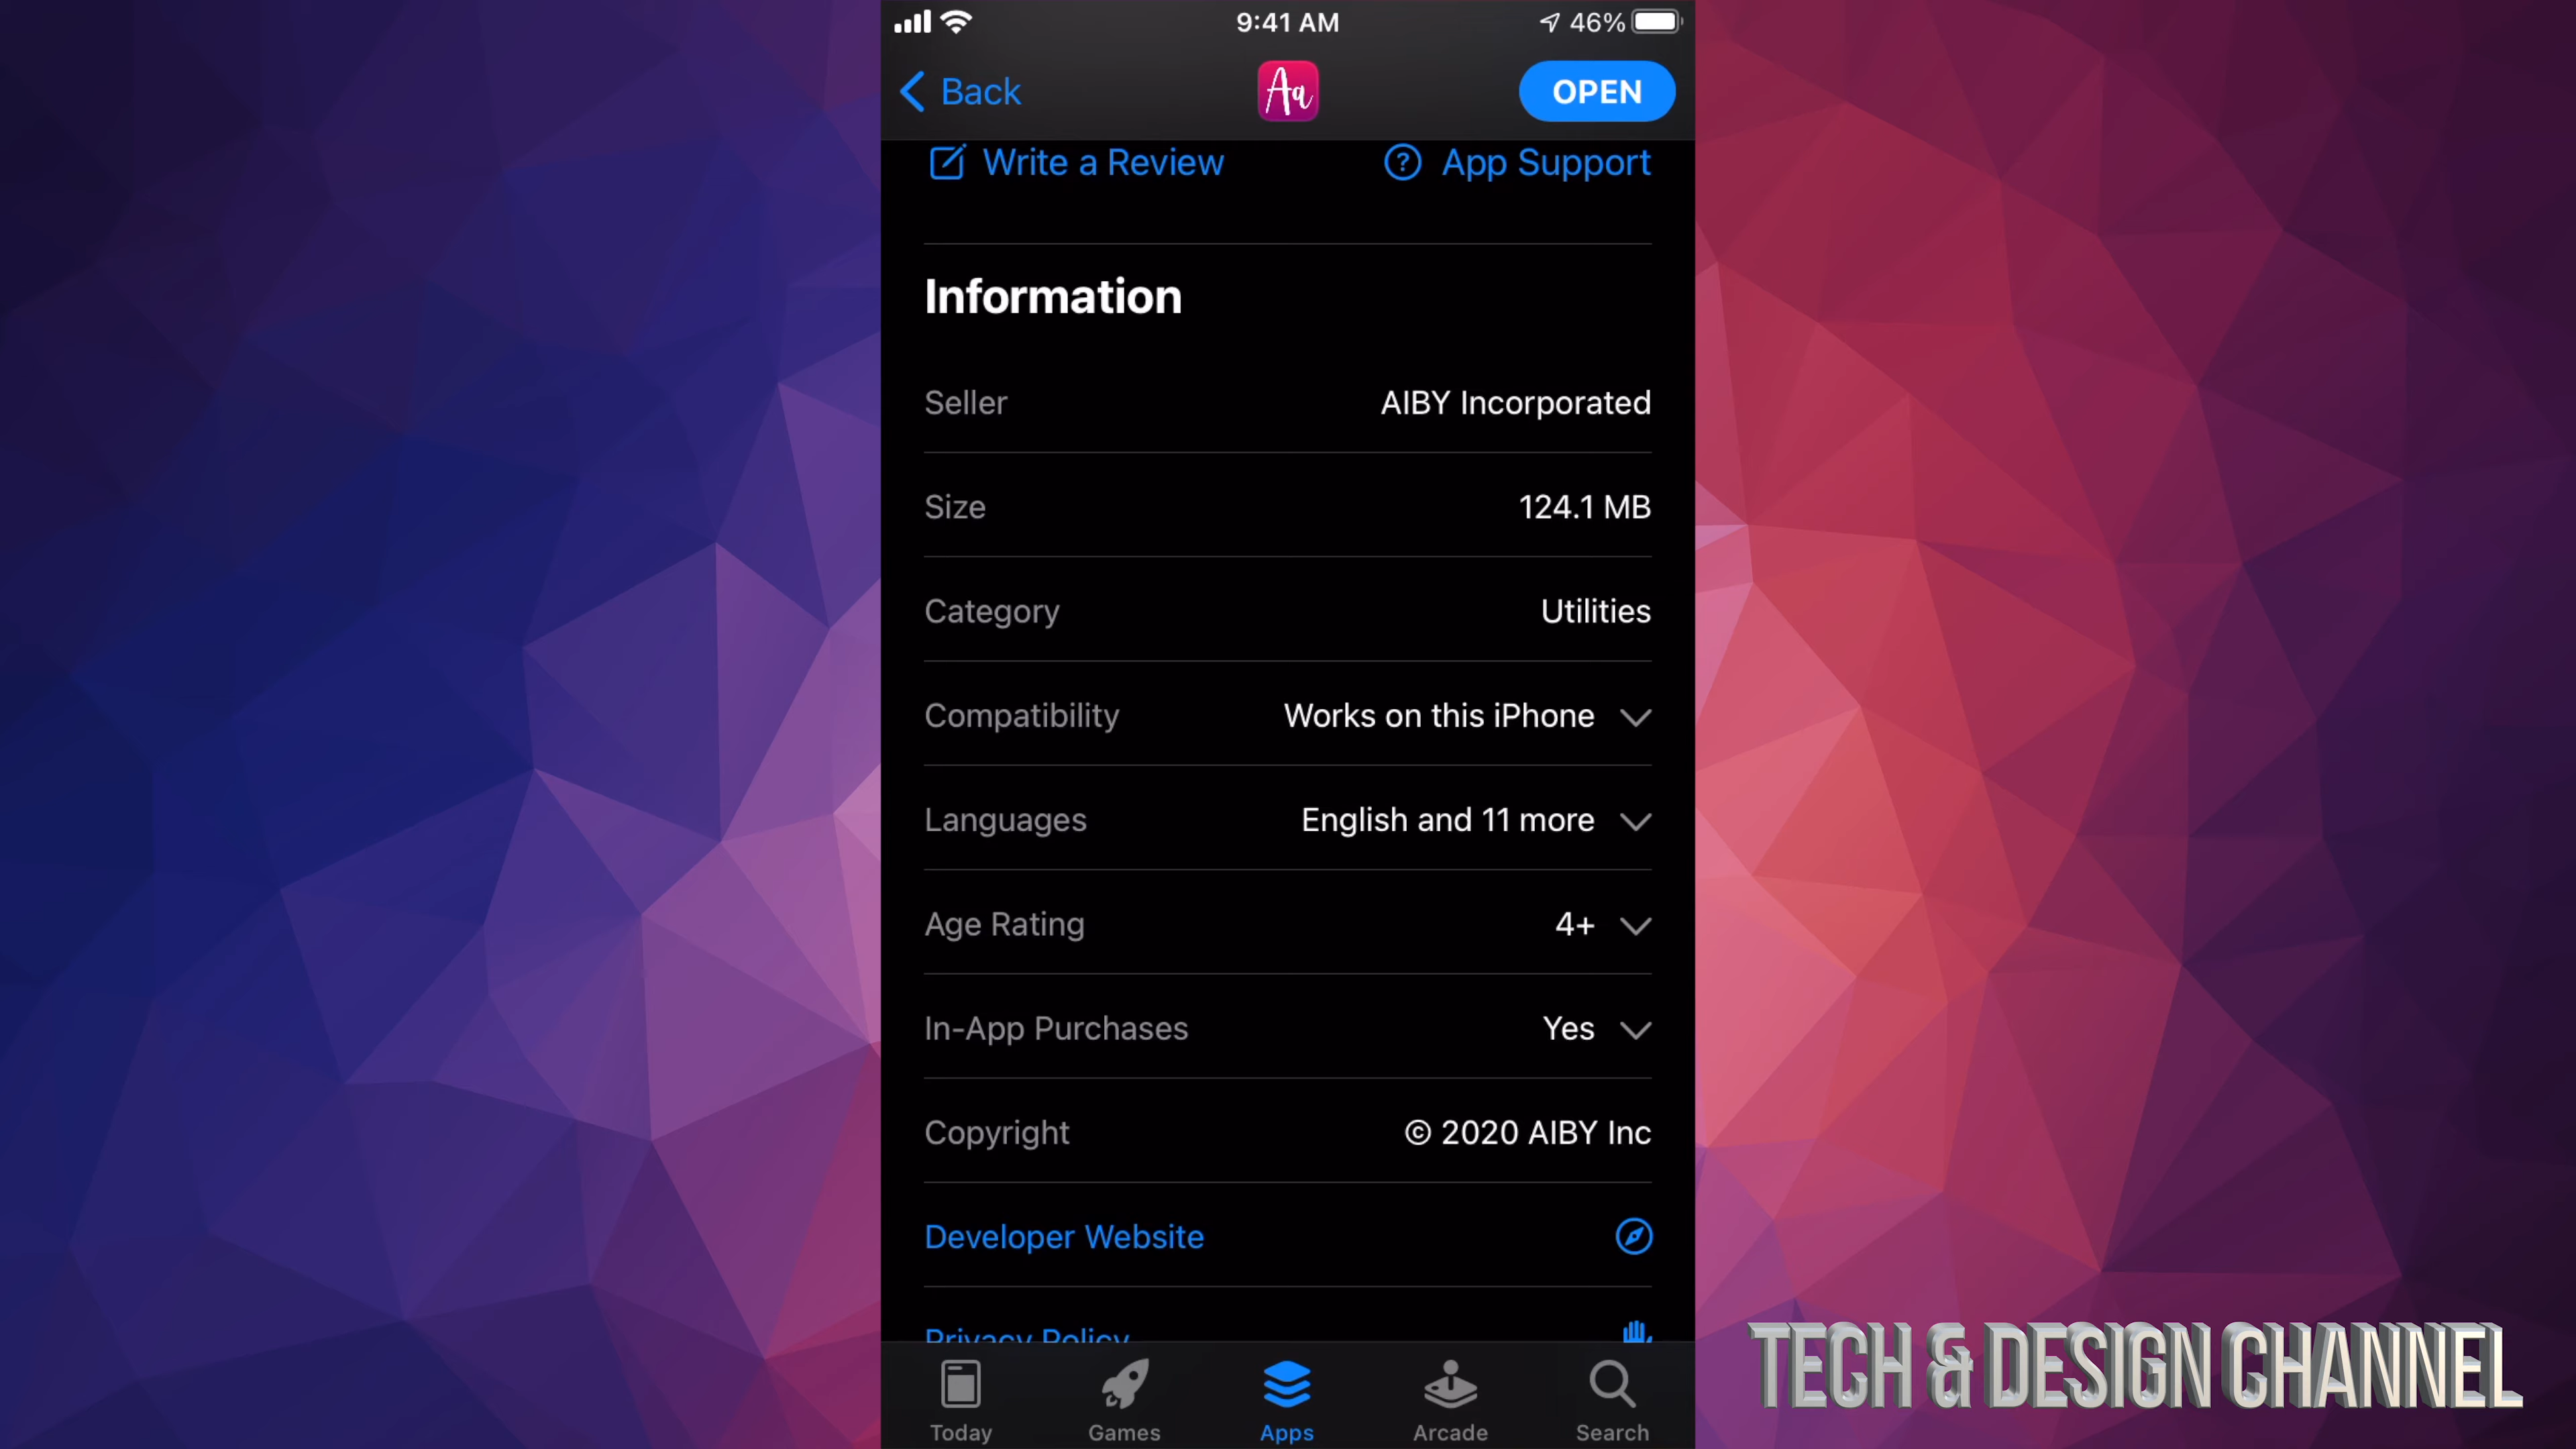 9:41 AM
46%
Back
Aa
OPEN
Write a Review
App Support
Information
Seller
AIBY Incorporated
Size
124.1 MB
Category
Utilities
Compatibility
Works on this iPhone
Languages
English and 11 more
Age Rating
4+
In-App Purchases
Yes
Copyright
© 2020 AIBY Inc
Developer Website
Privacy Policy
Today
Games
Apps
Arcade
Search
TECH & DESIGN CHANNEL